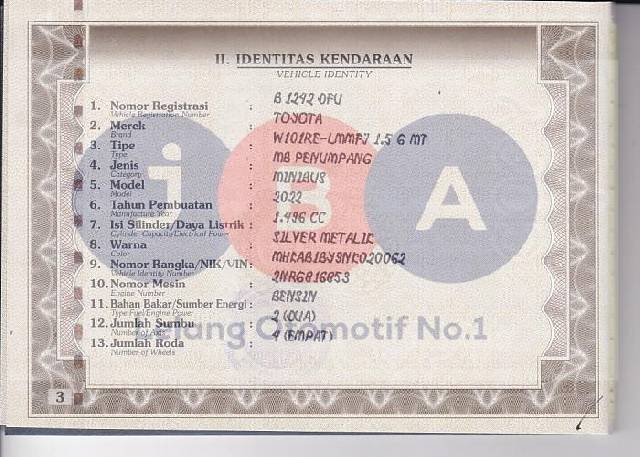 II. IDENTITAS KENDARAAN
VEHICLE IDENTITY
1. Nomor Registrasi : B 1292 DFU
Vehicle Registration Number
2. Merek : TOYOTA
Brand
3. Tipe : W101RE-LMMF7 1.5 G MT
Type
4. Jenis : MB PENUMPANG
Category
5. Model : MINIBUS
Model
6. Tahun Pembuatan : 2022
Manufacture Year
7. Isi Silinder/Daya Listrik : 1.496 CC
Cylinder Capacity/Electrical Power
8. Warna : SILVER METALIK
Color
9. Nomor Rangka/NIK/VIN :
Vehicle Identity Number
10. Nomor Mesin : 2NRG816853
Engine Number
11. Bahan Bakar/Sumber Energi : BENSIN
Type Fuel/Engine Power
12. Jumlah Sumbu : 2 (DUA)
Number of Axis
13. Jumlah Roda : 4 (EMPAT)
Number of Wheels
iBA
Lelang Otomotif No.1
3